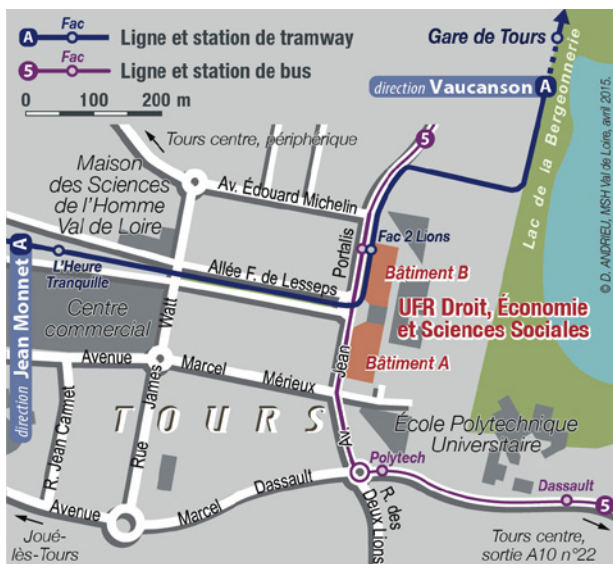 Fac
A Ligne et station de tramway
Fac
5 Ligne et station de bus
0 100 200 m
Gare de Tours
direction Vaucanson A
Lac de la Bergeonnerie
© D. ANDRIEU, MSH Val de Loire, avril 2015.
Tours centre, périphérique
5
Maison
des Sciences
de l'Homme
Val de Loire
Av. Édouard Michelin
Portalis
Fac 2 Lions
A
L'Heure
Tranquille
Allée F. de Lesseps
Bâtiment B
UFR Droit, Économie
et Sciences Sociales
Centre
commercial
Watt
direction Jean Monnet
Avenue Marcel Mérieux
Jean
Bâtiment A
R. Jean Carmet
Rue James
TOURS
Av.
École Polytechnique
Universitaire
Polytech
Dassault
5
Avenue Marcel Dassault
R. des
Deux Lions
Joué-
lès-Tours
Tours centre,
sortie A10 n°22